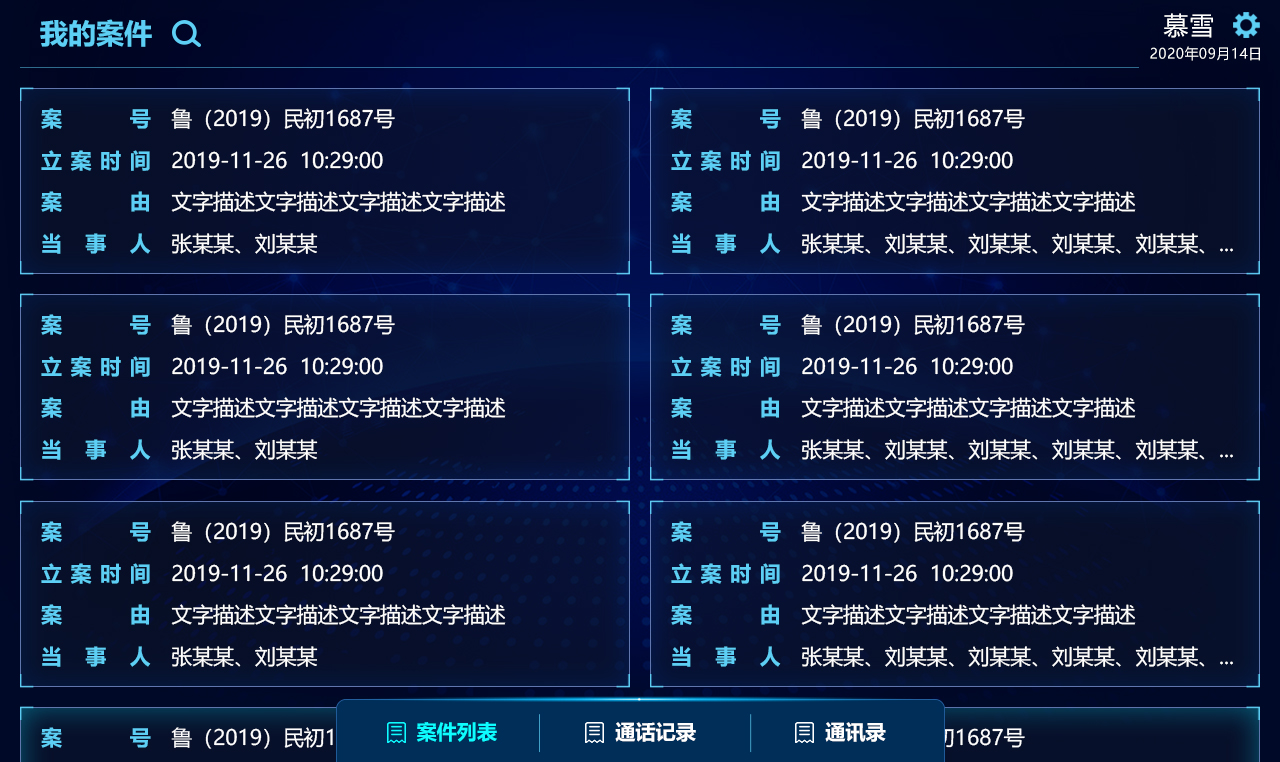 我的案件
慕雪
2020年09月14日
案号 鲁（2019）民初1687号
立案时间 2019-11-26 10:29:00
案由 文字描述文字描述文字描述文字描述
当事人 张某某、刘某某
案号 鲁（2019）民初1687号
立案时间 2019-11-26 10:29:00
案由 文字描述文字描述文字描述文字描述
当事人 张某某、刘某某、刘某某、刘某某、刘某某、...
案号 鲁（2019）民初1687号
立案时间 2019-11-26 10:29:00
案由 文字描述文字描述文字描述文字描述
当事人 张某某、刘某某
案号 鲁（2019）民初1687号
立案时间 2019-11-26 10:29:00
案由 文字描述文字描述文字描述文字描述
当事人 张某某、刘某某、刘某某、刘某某、刘某某、...
案号 鲁（2019）民初1687号
立案时间 2019-11-26 10:29:00
案由 文字描述文字描述文字描述文字描述
当事人 张某某、刘某某
案号 鲁（2019）民初1687号
立案时间 2019-11-26 10:29:00
案由 文字描述文字描述文字描述文字描述
当事人 张某某、刘某某、刘某某、刘某某、刘某某、...
案号 鲁（2019）民初1
1687号
案件列表
通话记录
通讯录